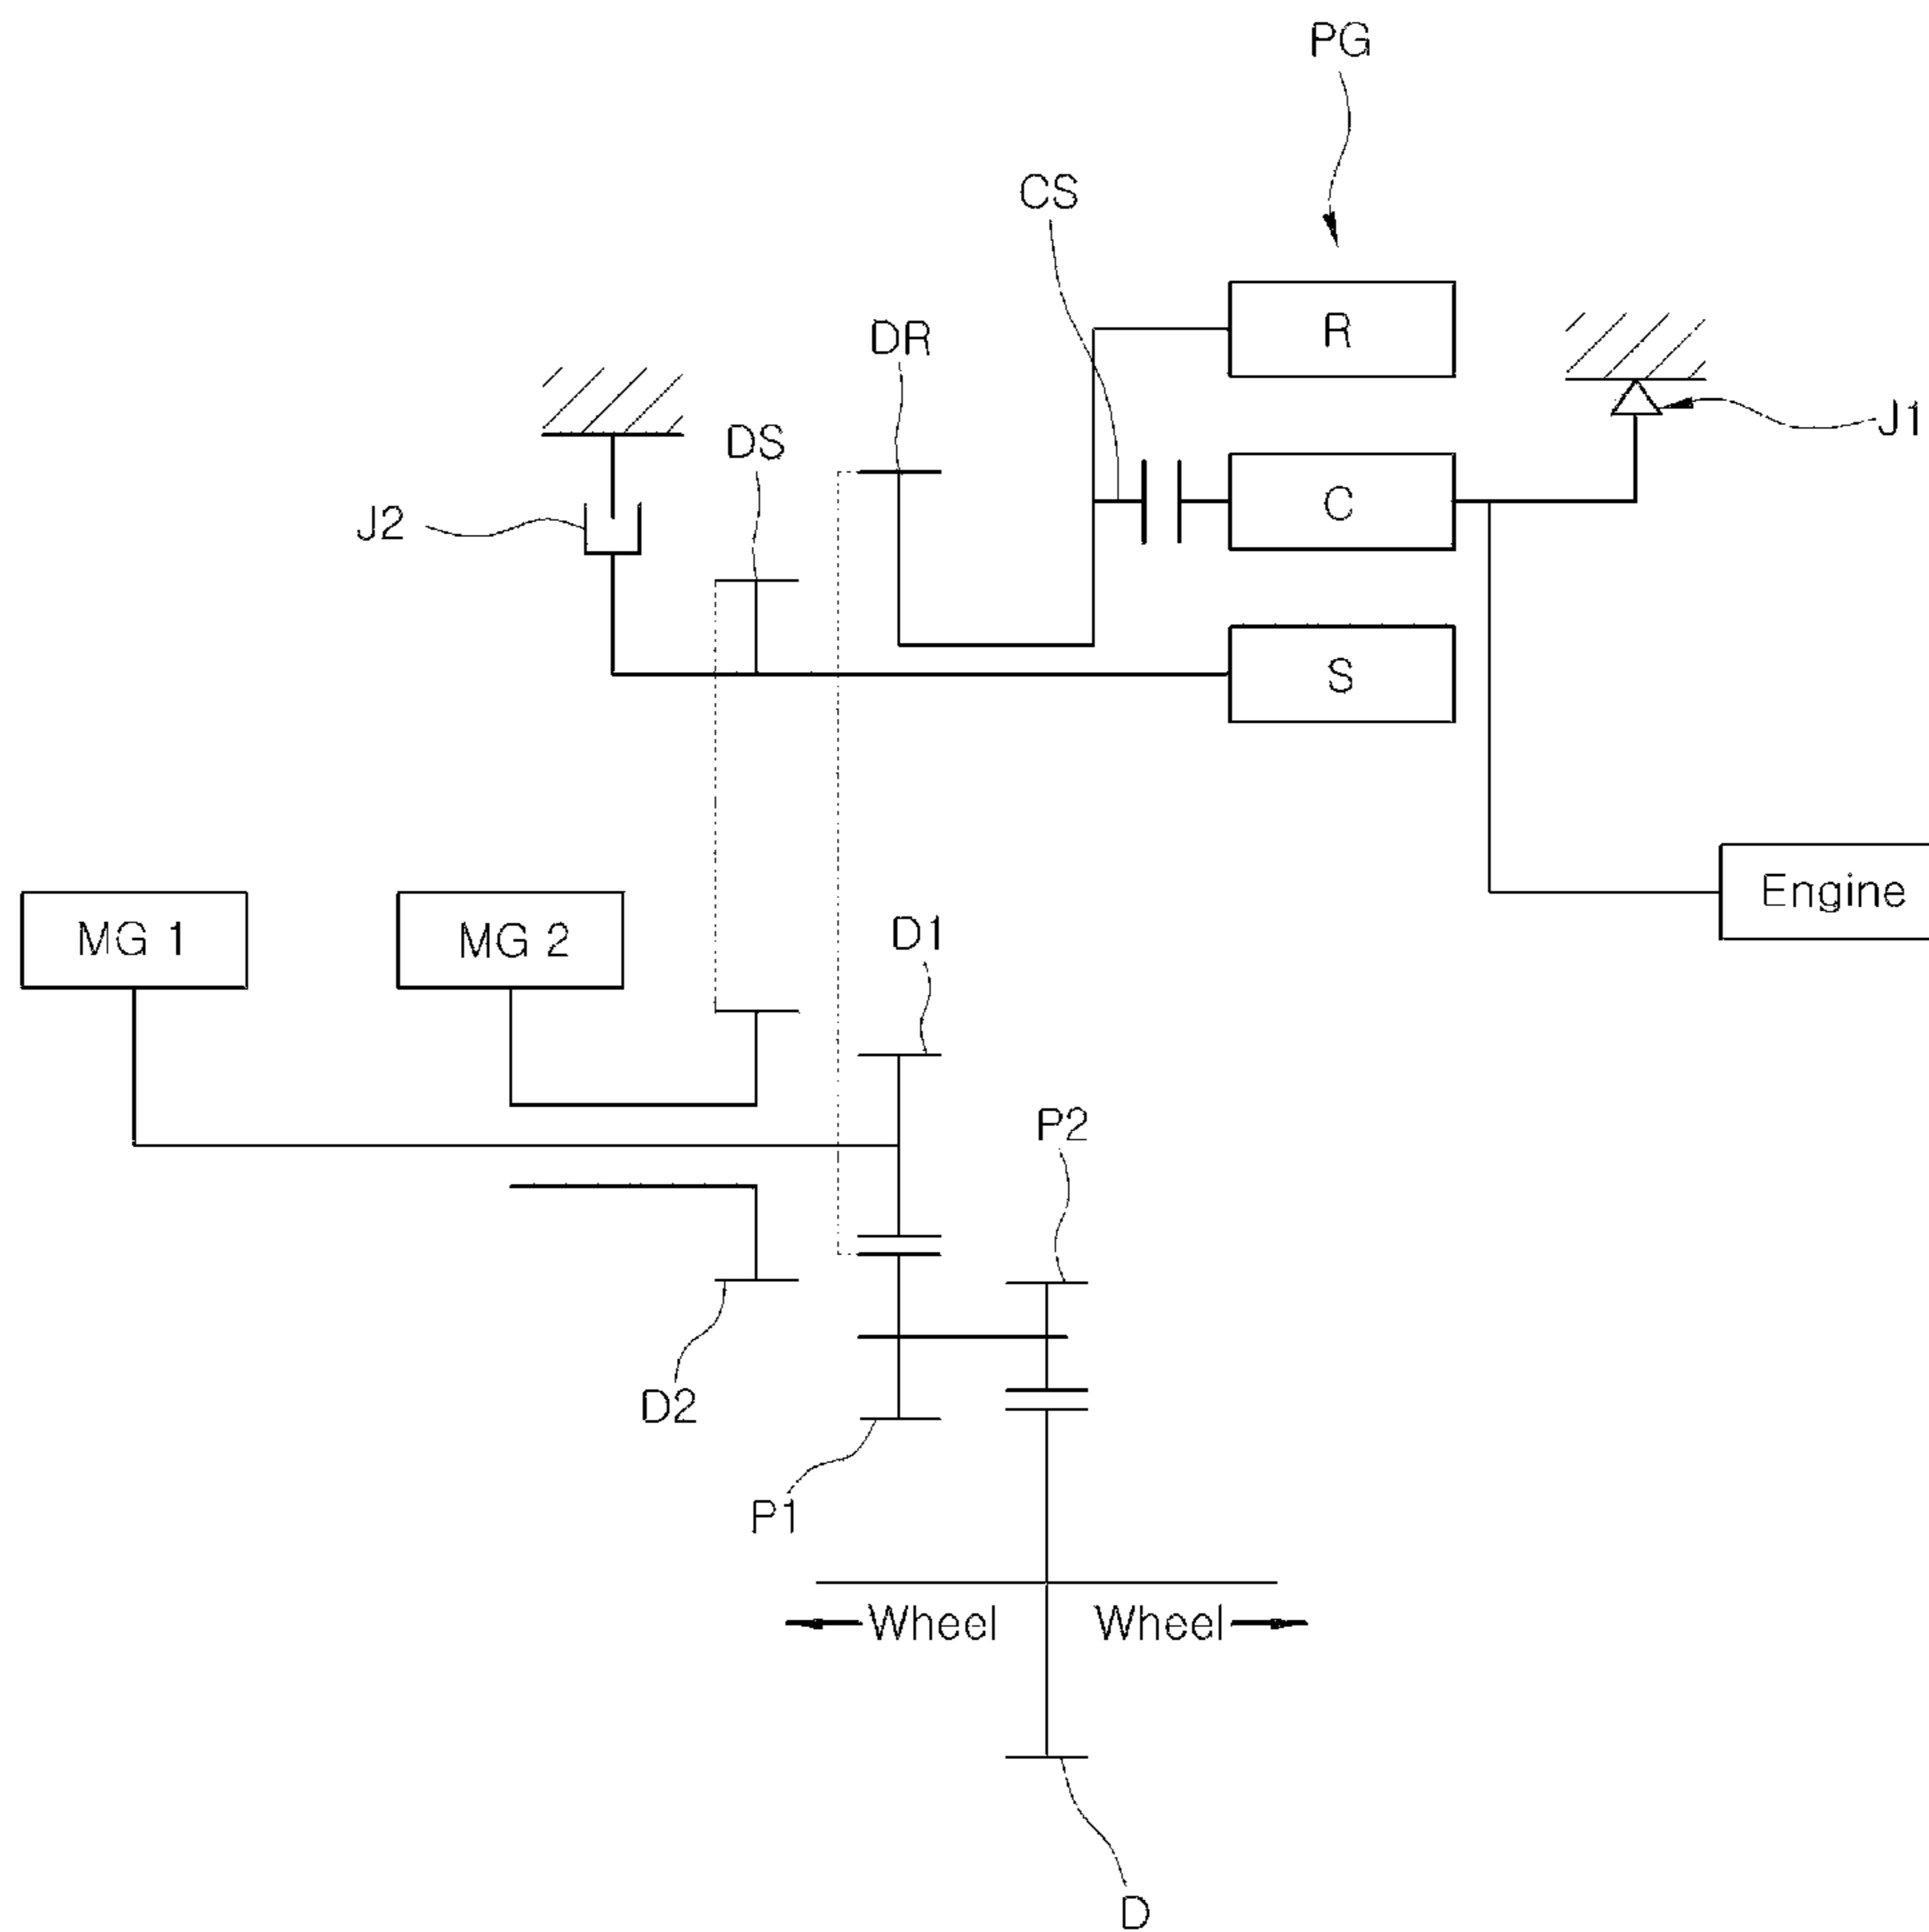 PG
CS
DR
R
DS
J1
J2
C
S
Engine
MG 1
MG 2
D1
P2
D2
P1
Wheel
Wheel
D